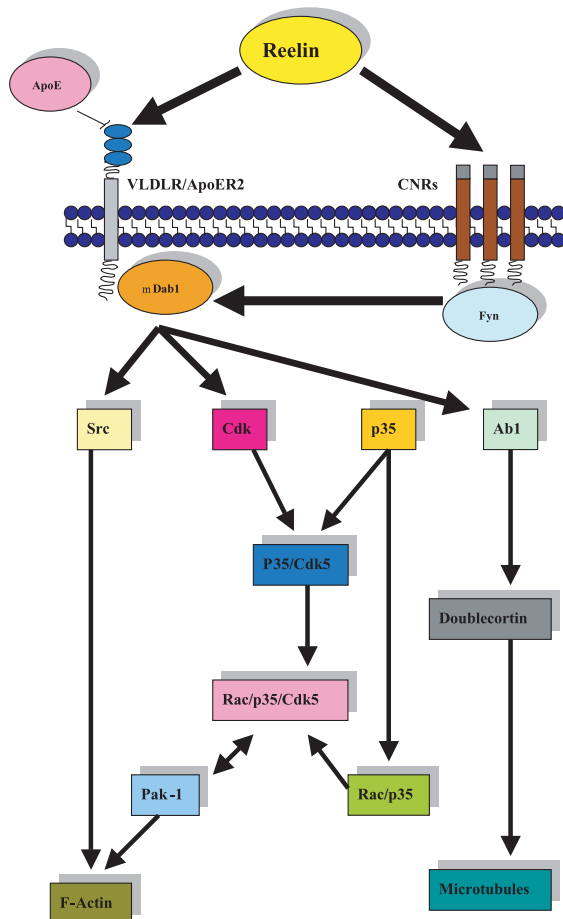 Reelin
ApoE
VLDLR/ApoER2
CNRs
mDab1
Fyn
Src
Cdk
p35
Ab1
P35/Cdk5
Doublecortin
Rac/p35/Cdk5
Pak-1
Rac/p35
F-Actin
Microtubules